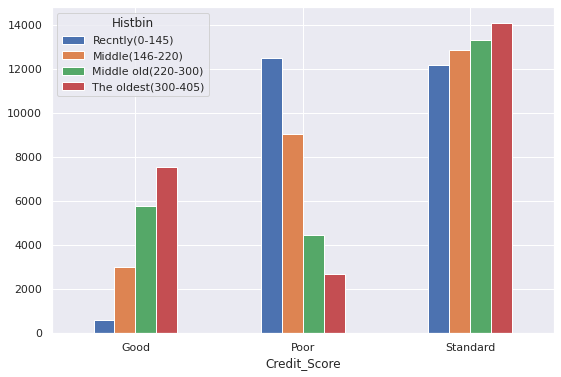 Histbin
Recntly(0-145)
Middle(146-220)
Middle old(220-300)
The oldest(300-405)
14000
12000
10000
8000
6000
4000
2000
0
Good
Poor
Standard
Credit_Score